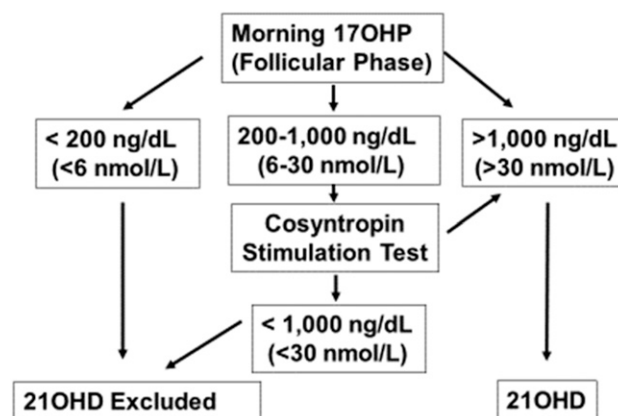 Morning 17OHP
(Follicular Phase)
< 200 ng/dL
(<6 nmol/L)
200-1,000 ng/dL
(6-30 nmol/L)
>1,000 ng/dL
(>30 nmol/L)
Cosyntropin
Stimulation Test
< 1,000 ng/dL
(<30 nmol/L)
21OHD Excluded
21OHD